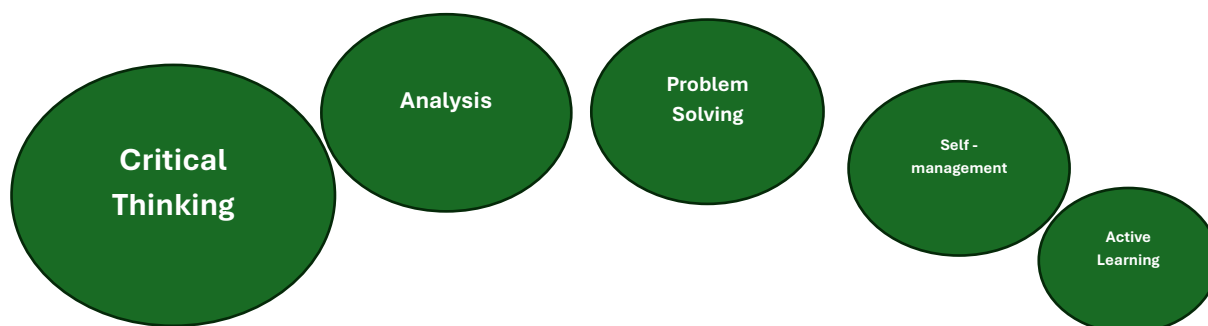 Critical
Thinking
Analysis
Problem
Solving
Self -
management
Active
Learning